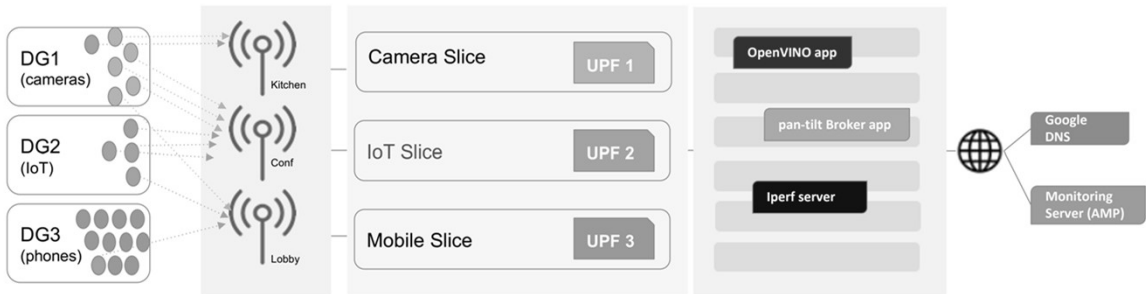 DG1
(cameras)
DG2
(IoT)
DG3
(phones)
Kitchen
Conf
Lobby
Camera Slice
UPF 1
IoT Slice
UPF 2
Mobile Slice
UPF 3
OpenVINO app
pan-tilt Broker app
Iperf server
Google
DNS
Monitoring
Server (AMP)